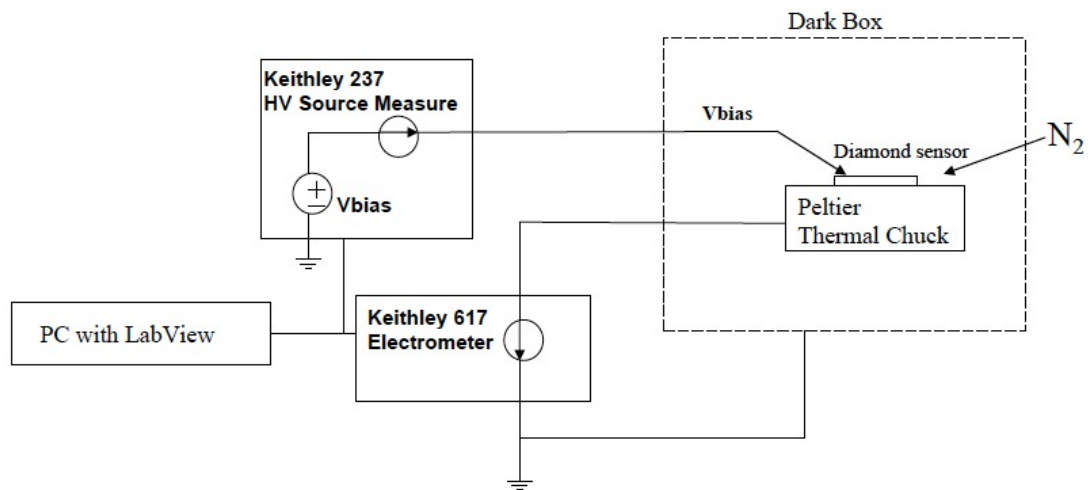 Dark Box
Keithley 237
HV Source Measure
Vbias
Vbias
Diamond sensor
N₂
+
−
Peltier
Thermal Chuck
Keithley 617
Electrometer
PC with LabView